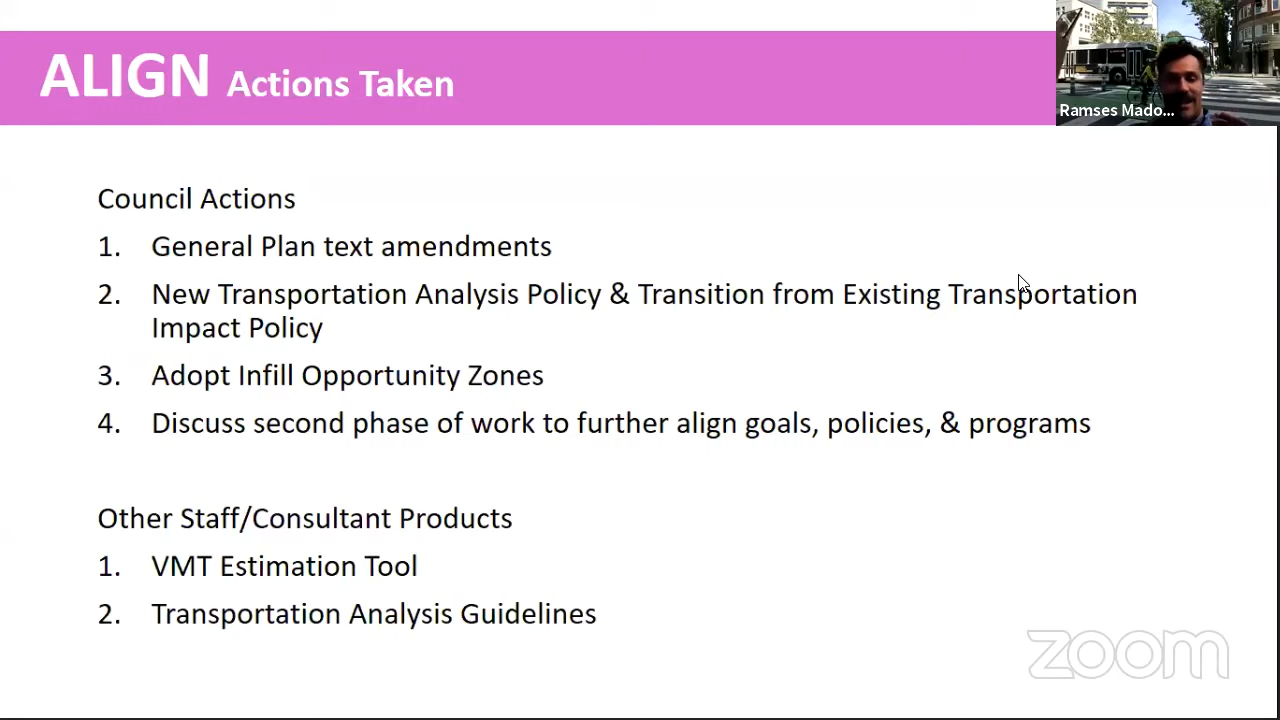 ALIGN Actions Taken
Ramses Mado...
Council Actions
1. General Plan text amendments
2. New Transportation Analysis Policy & Transition from Existing Transportation
Impact Policy
3. Adopt Infill Opportunity Zones
4. Discuss second phase of work to further align goals, policies, & programs
Other Staff/Consultant Products
1. VMT Estimation Tool
2. Transportation Analysis Guidelines
zoom